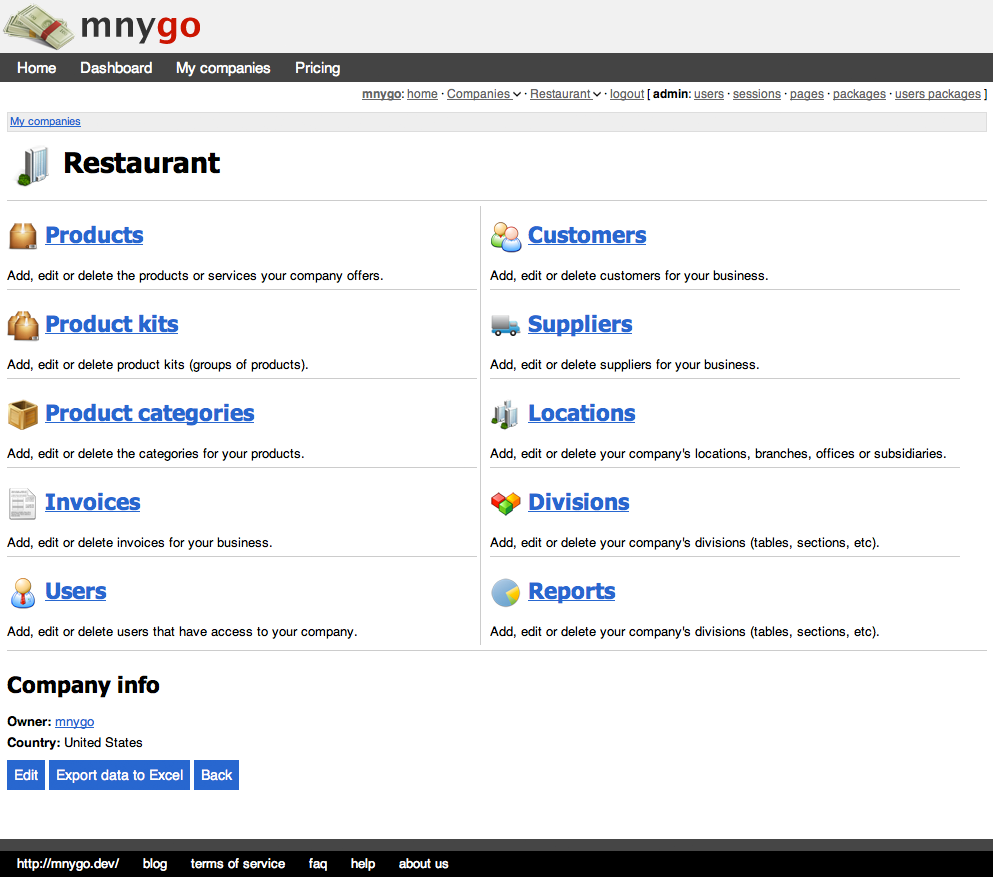 mnygo
Home Dashboard My companies Pricing
mnygo: home · Companies · Restaurant · logout [ admin: users · sessions · pages · packages · users packages ]
My companies
Restaurant
Products
Add, edit or delete the products or services your company offers.
Product kits
Add, edit or delete product kits (groups of products).
Product categories
Add, edit or delete the categories for your products.
Invoices
Add, edit or delete invoices for your business.
Users
Add, edit or delete users that have access to your company.
Customers
Add, edit or delete customers for your business.
Suppliers
Add, edit or delete suppliers for your business.
Locations
Add, edit or delete your company's locations, branches, offices or subsidiaries.
Divisions
Add, edit or delete your company's divisions (tables, sections, etc).
Reports
Add, edit or delete your company's divisions (tables, sections, etc).
Company info
Owner: mnygo
Country: United States
Edit Export data to Excel Back
http://mnygo.dev/ blog terms of service faq help about us